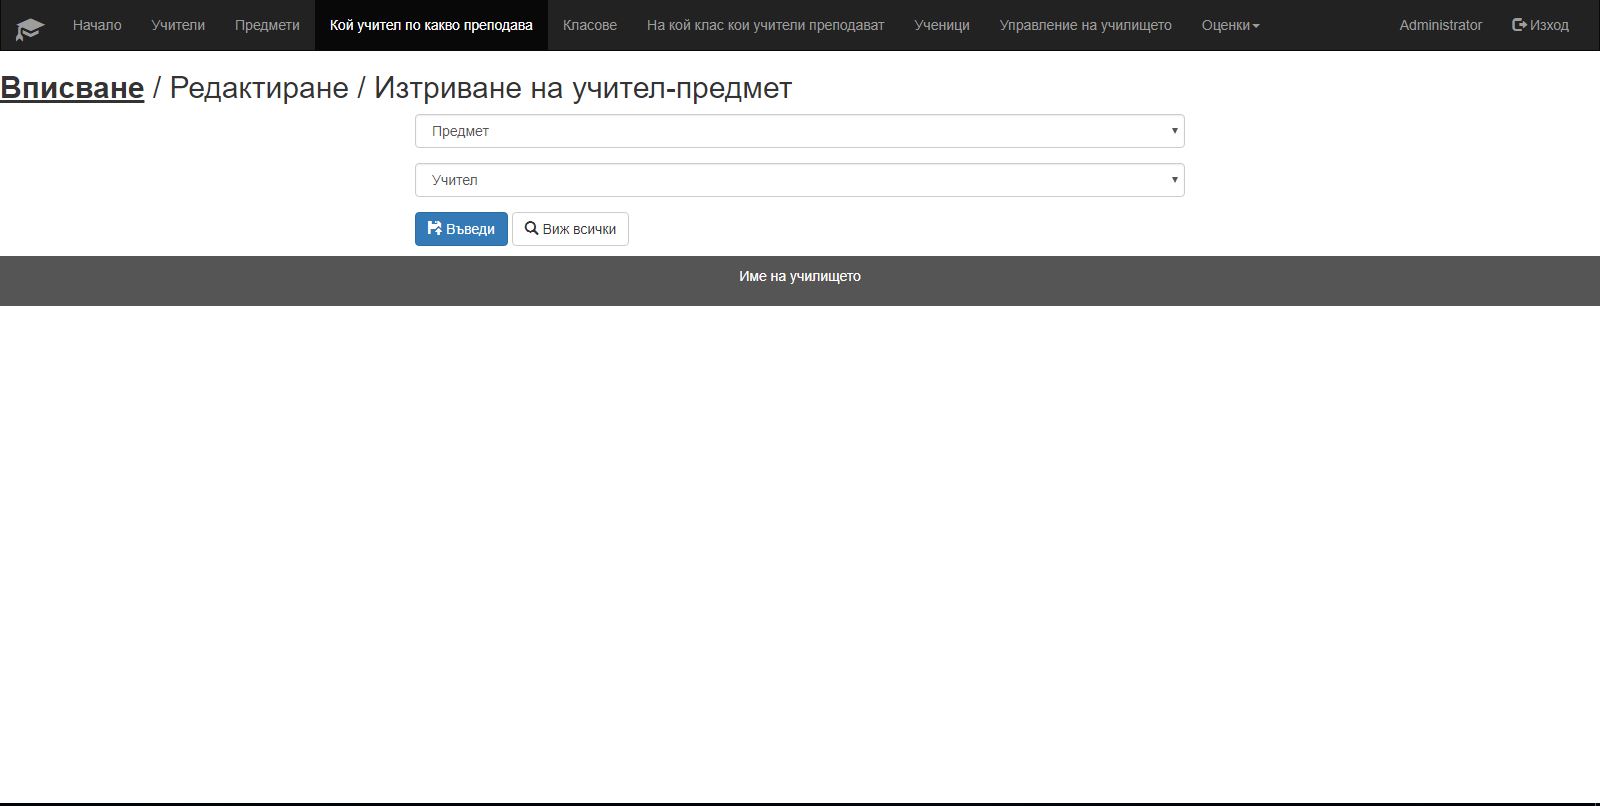 Начало Учители Предмети Кой учител по какво преподава Класове На кой клас кои учители преподават Ученици Управление на училището Оценки Administrator Изход
Вписване / Редактиране / Изтриване на учител-предмет
Предмет
Учител
Въведи Виж всички
Име на училището